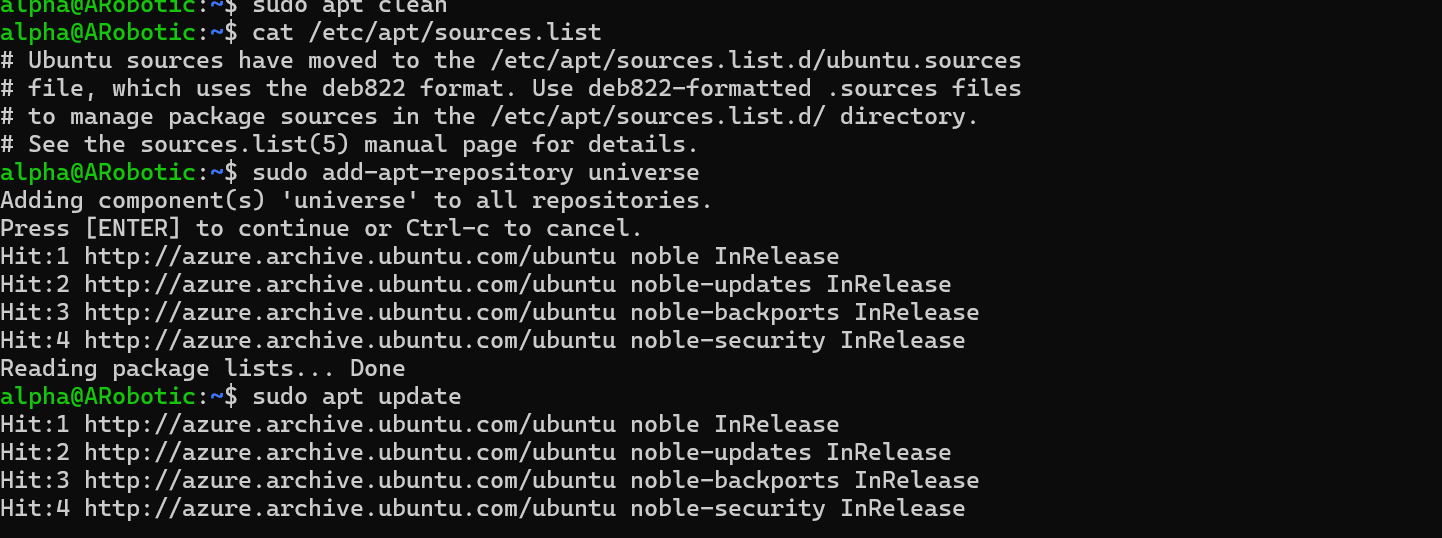 alpha@ARobotic:~$ sudo apt clean
alpha@ARobotic:~$ cat /etc/apt/sources.list
# Ubuntu sources have moved to the /etc/apt/sources.list.d/ubuntu.sources
# file, which uses the deb822 format. Use deb822-formatted .sources files
# to manage package sources in the /etc/apt/sources.list.d/ directory.
# See the sources.list(5) manual page for details.
alpha@ARobotic:~$ sudo add-apt-repository universe
Adding component(s) 'universe' to all repositories.
Press [ENTER] to continue or Ctrl-c to cancel.
Hit:1 http://azure.archive.ubuntu.com/ubuntu noble InRelease
Hit:2 http://azure.archive.ubuntu.com/ubuntu noble-updates InRelease
Hit:3 http://azure.archive.ubuntu.com/ubuntu noble-backports InRelease
Hit:4 http://azure.archive.ubuntu.com/ubuntu noble-security InRelease
Reading package lists... Done
alpha@ARobotic:~$ sudo apt update
Hit:1 http://azure.archive.ubuntu.com/ubuntu noble InRelease
Hit:2 http://azure.archive.ubuntu.com/ubuntu noble-updates InRelease
Hit:3 http://azure.archive.ubuntu.com/ubuntu noble-backports InRelease
Hit:4 http://azure.archive.ubuntu.com/ubuntu noble-security InRelease